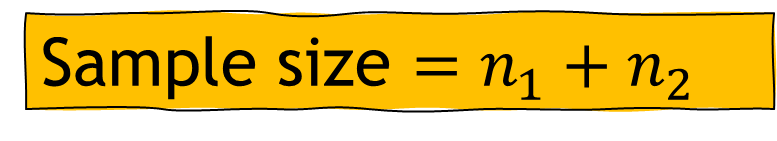 Sample size = n₁ + n₂